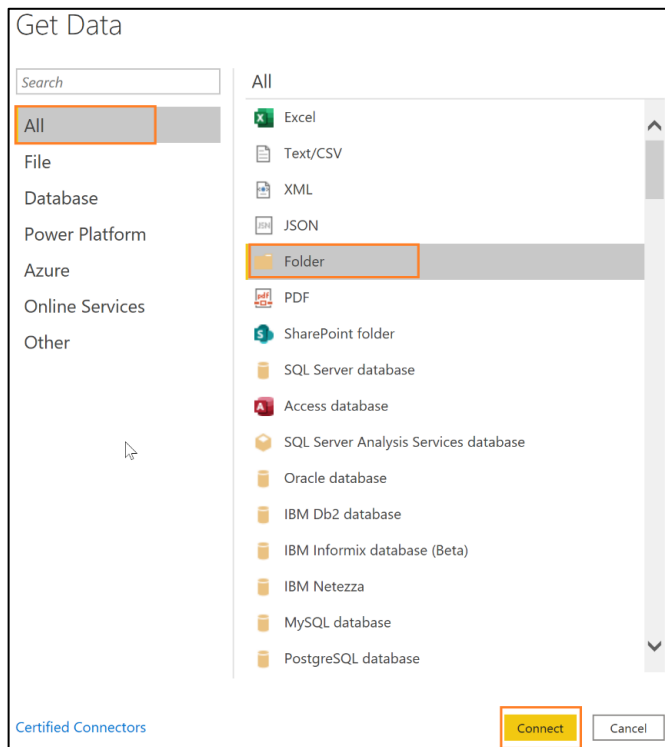 Get Data
Search
All
File
Database
Power Platform
Azure
Online Services
Other
All
Excel
Text/CSV
XML
JSON
Folder
PDF
SharePoint folder
SQL Server database
Access database
SQL Server Analysis Services database
Oracle database
IBM Db2 database
IBM Informix database (Beta)
IBM Netezza
MySQL database
PostgreSQL database
Certified Connectors
Connect
Cancel